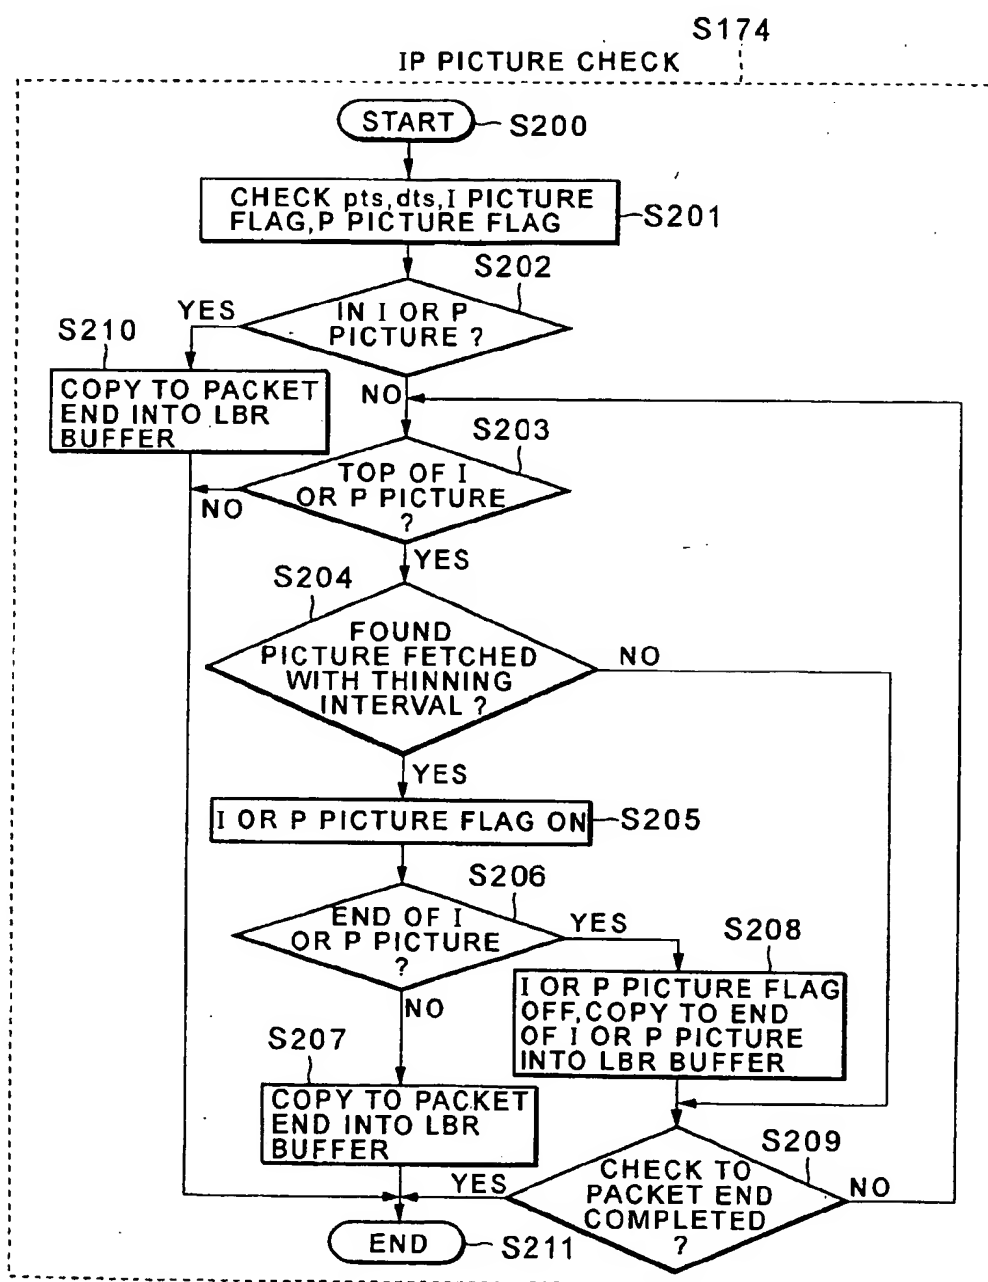 S174
IP PICTURE CHECK
START
S200
CHECK pts,dts,I PICTURE
FLAG,P PICTURE FLAG
S201
S202
IN I OR P
PICTURE ?
YES
S210
COPY TO PACKET
END INTO LBR
BUFFER
NO
S203
TOP OF I
OR P PICTURE
?
NO
YES
S204
FOUND
PICTURE FETCHED
WITH THINNING
INTERVAL ?
NO
YES
I OR P PICTURE FLAG ON
S205
S206
END OF I
OR P PICTURE
?
YES
S208
I OR P PICTURE FLAG
OFF,COPY TO END
OF I OR P PICTURE
INTO LBR BUFFER
NO
S207
COPY TO PACKET
END INTO LBR
BUFFER
S209
CHECK TO
PACKET END
COMPLETED
?
YES
NO
END
S211